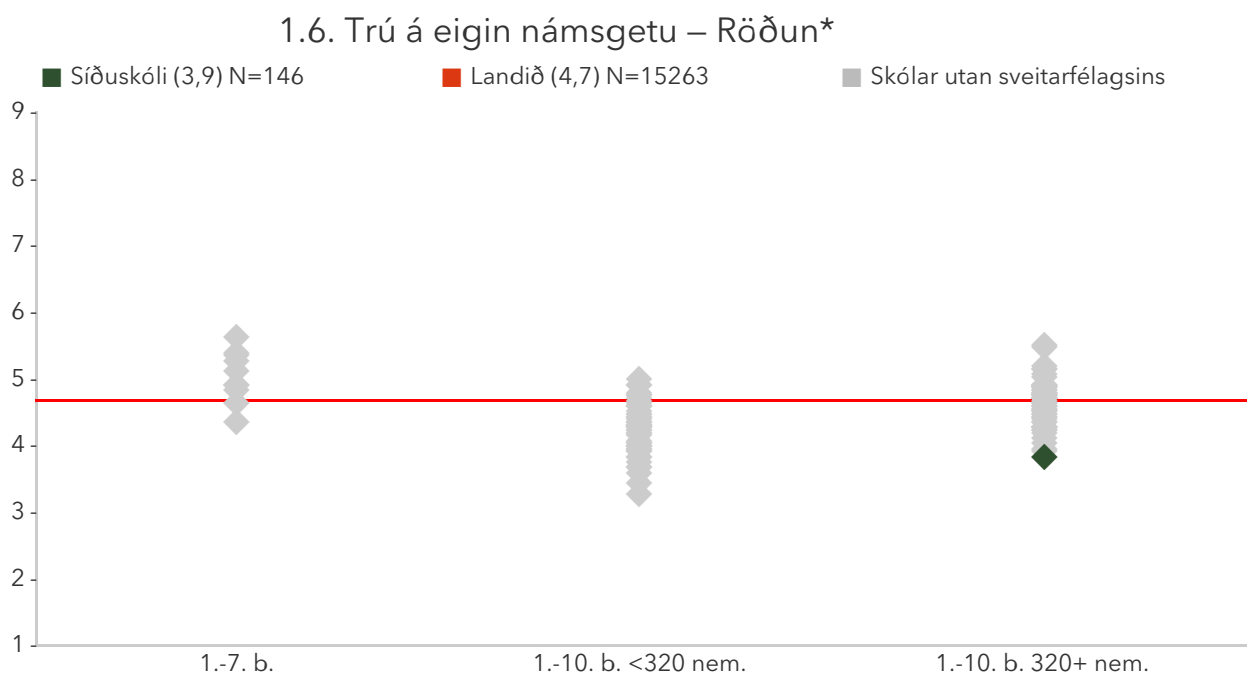 1.6. Trú á eigin námsgetu – Röðun*
Síðuskóli (3,9) N=146
Landið (4,7) N=15263
Skólar utan sveitarfélagsins
9
8
7
6
5
4
3
2
1
1.-7. b.
1.-10. b. <320 nem.
1.-10. b. 320+ nem.